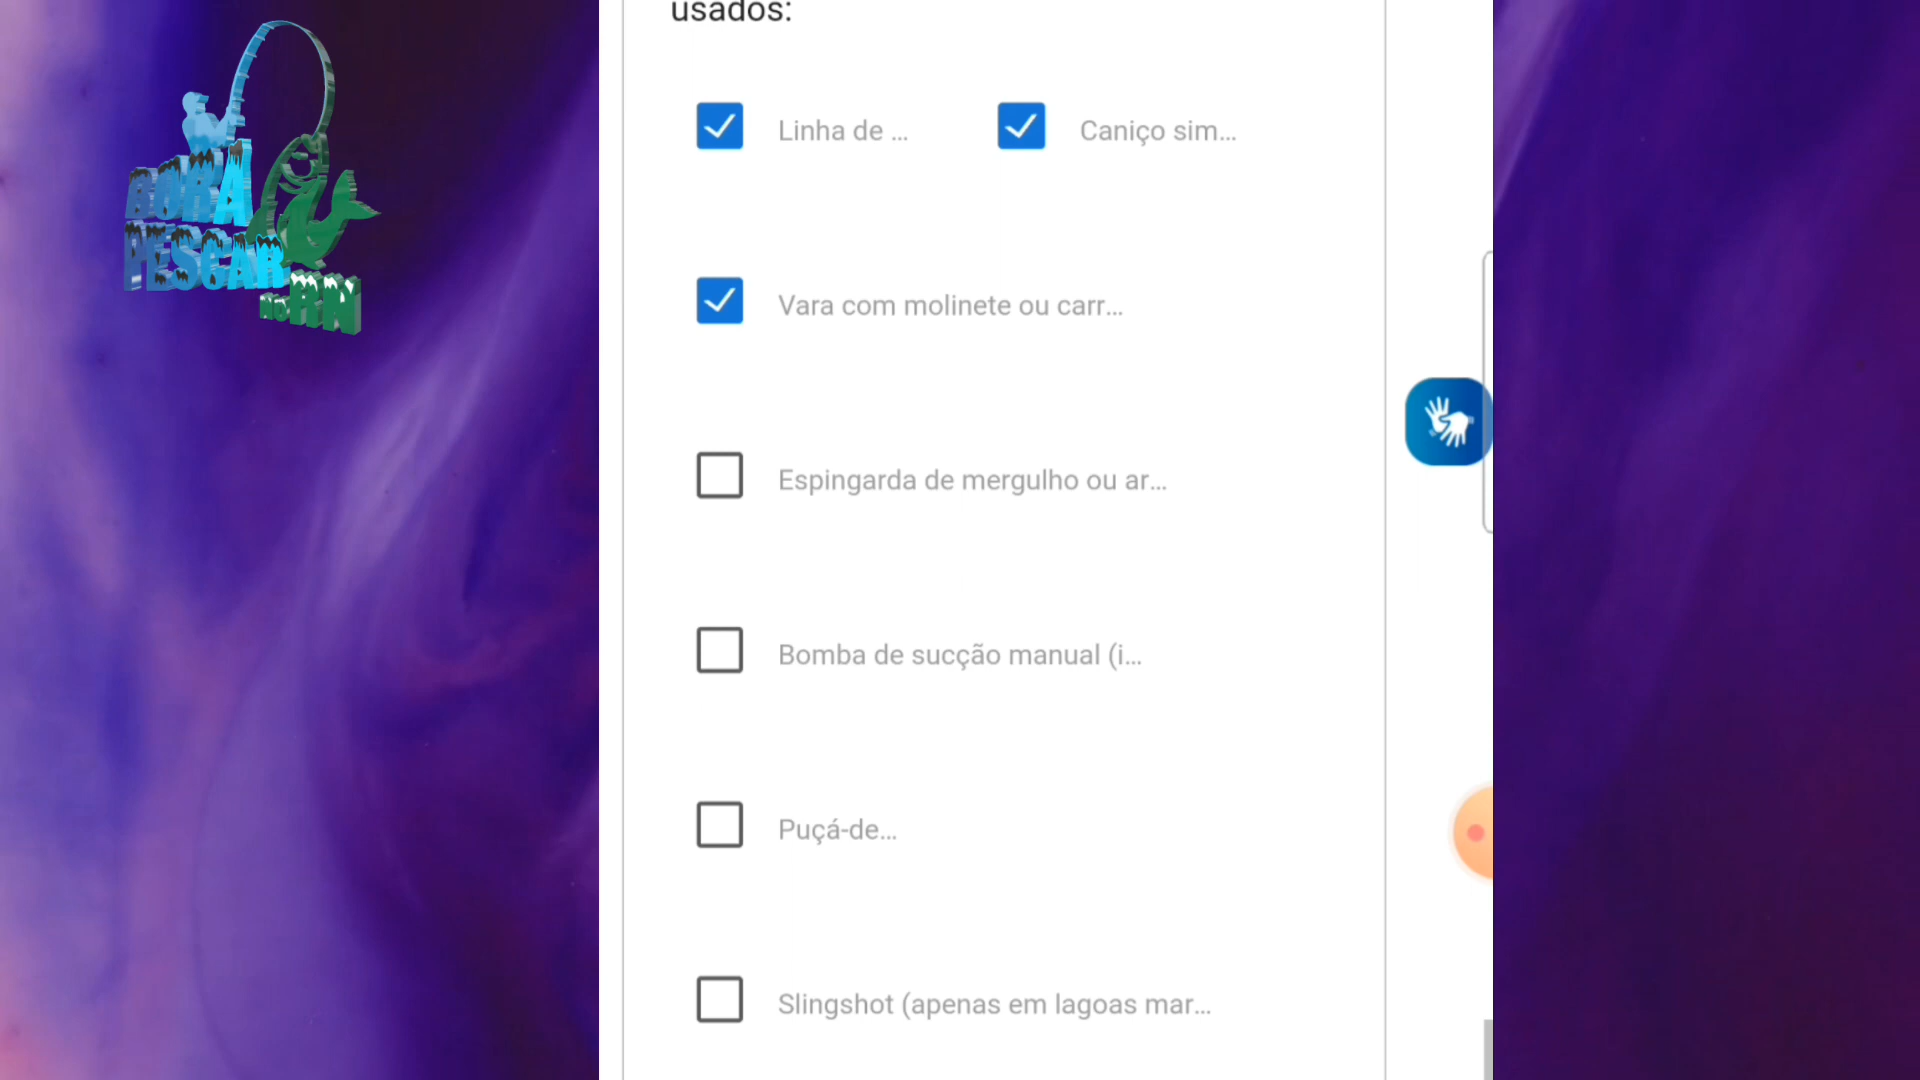 BORA
PESCAR
NO RN
usados:
Linha de ...
Caniço sim...
Vara com molinete ou carr...
Espingarda de mergulho ou ar...
Bomba de sucção manual (i...
Puçá-de...
Slingshot (apenas em lagoas mar...